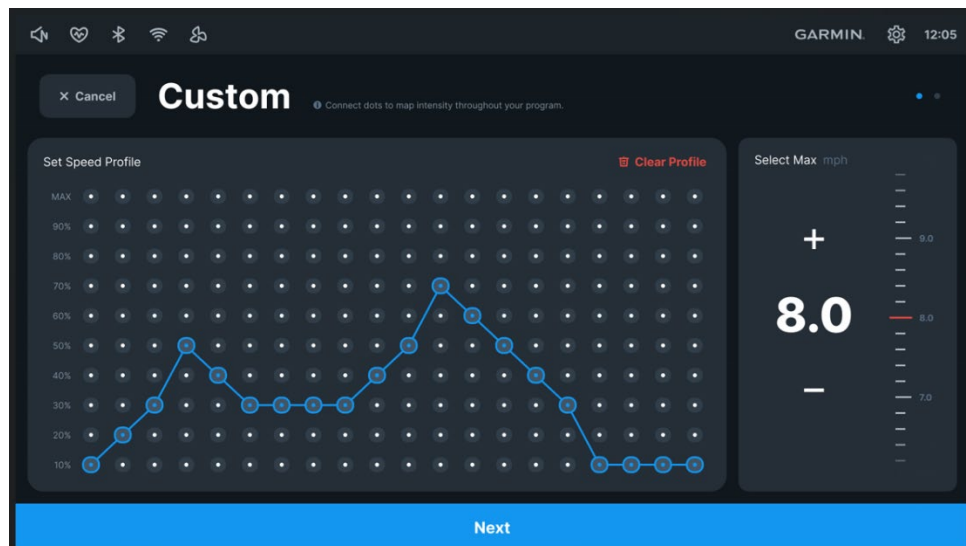 GARMIN. 12:05
× Cancel
Custom
Connect dots to map intensity throughout your program.
Set Speed Profile
Clear Profile
MAX
90%
80%
70%
60%
50%
40%
30%
20%
10%
Select Max mph
+
8.0
−
9.0
8.0
7.0
Next